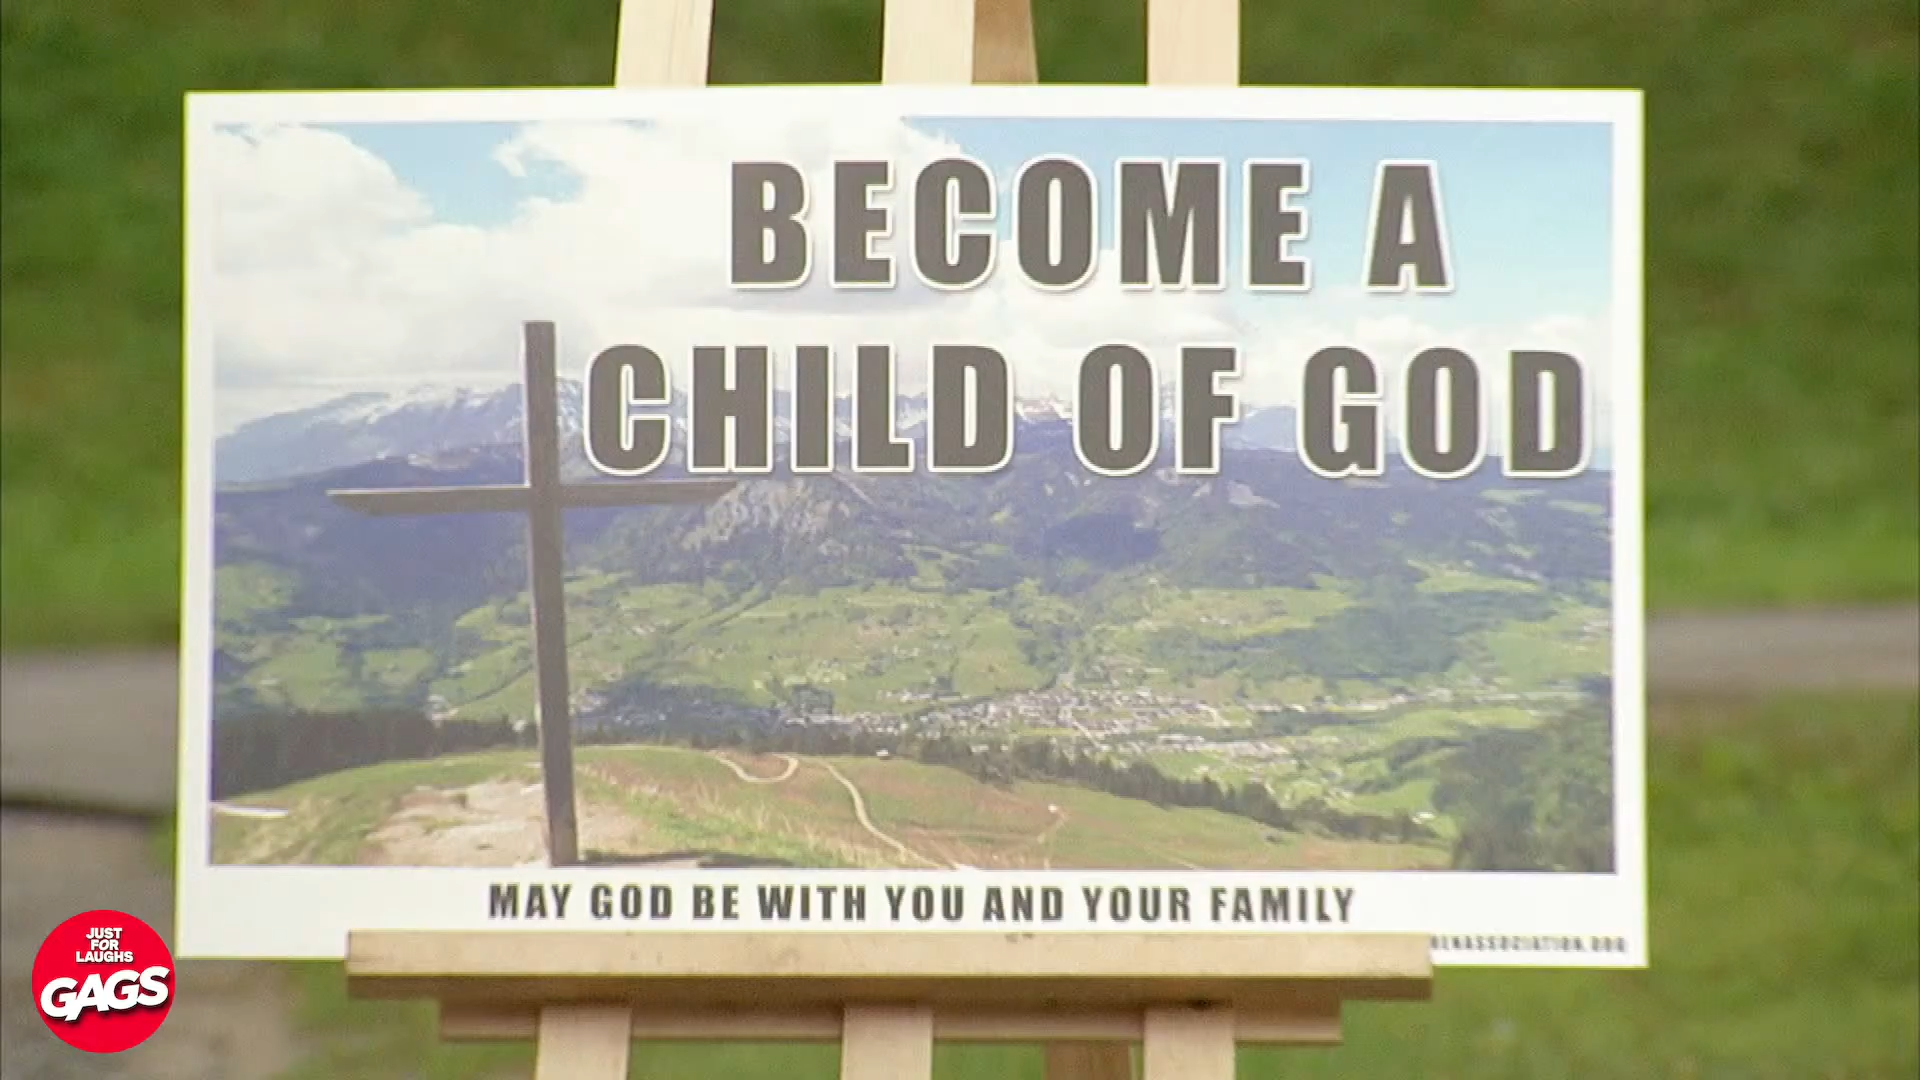 BECOME A
CHILD OF GOD
MAY GOD BE WITH YOU AND YOUR FAMILY
JUST
FOR
LAUGHS
GAGS